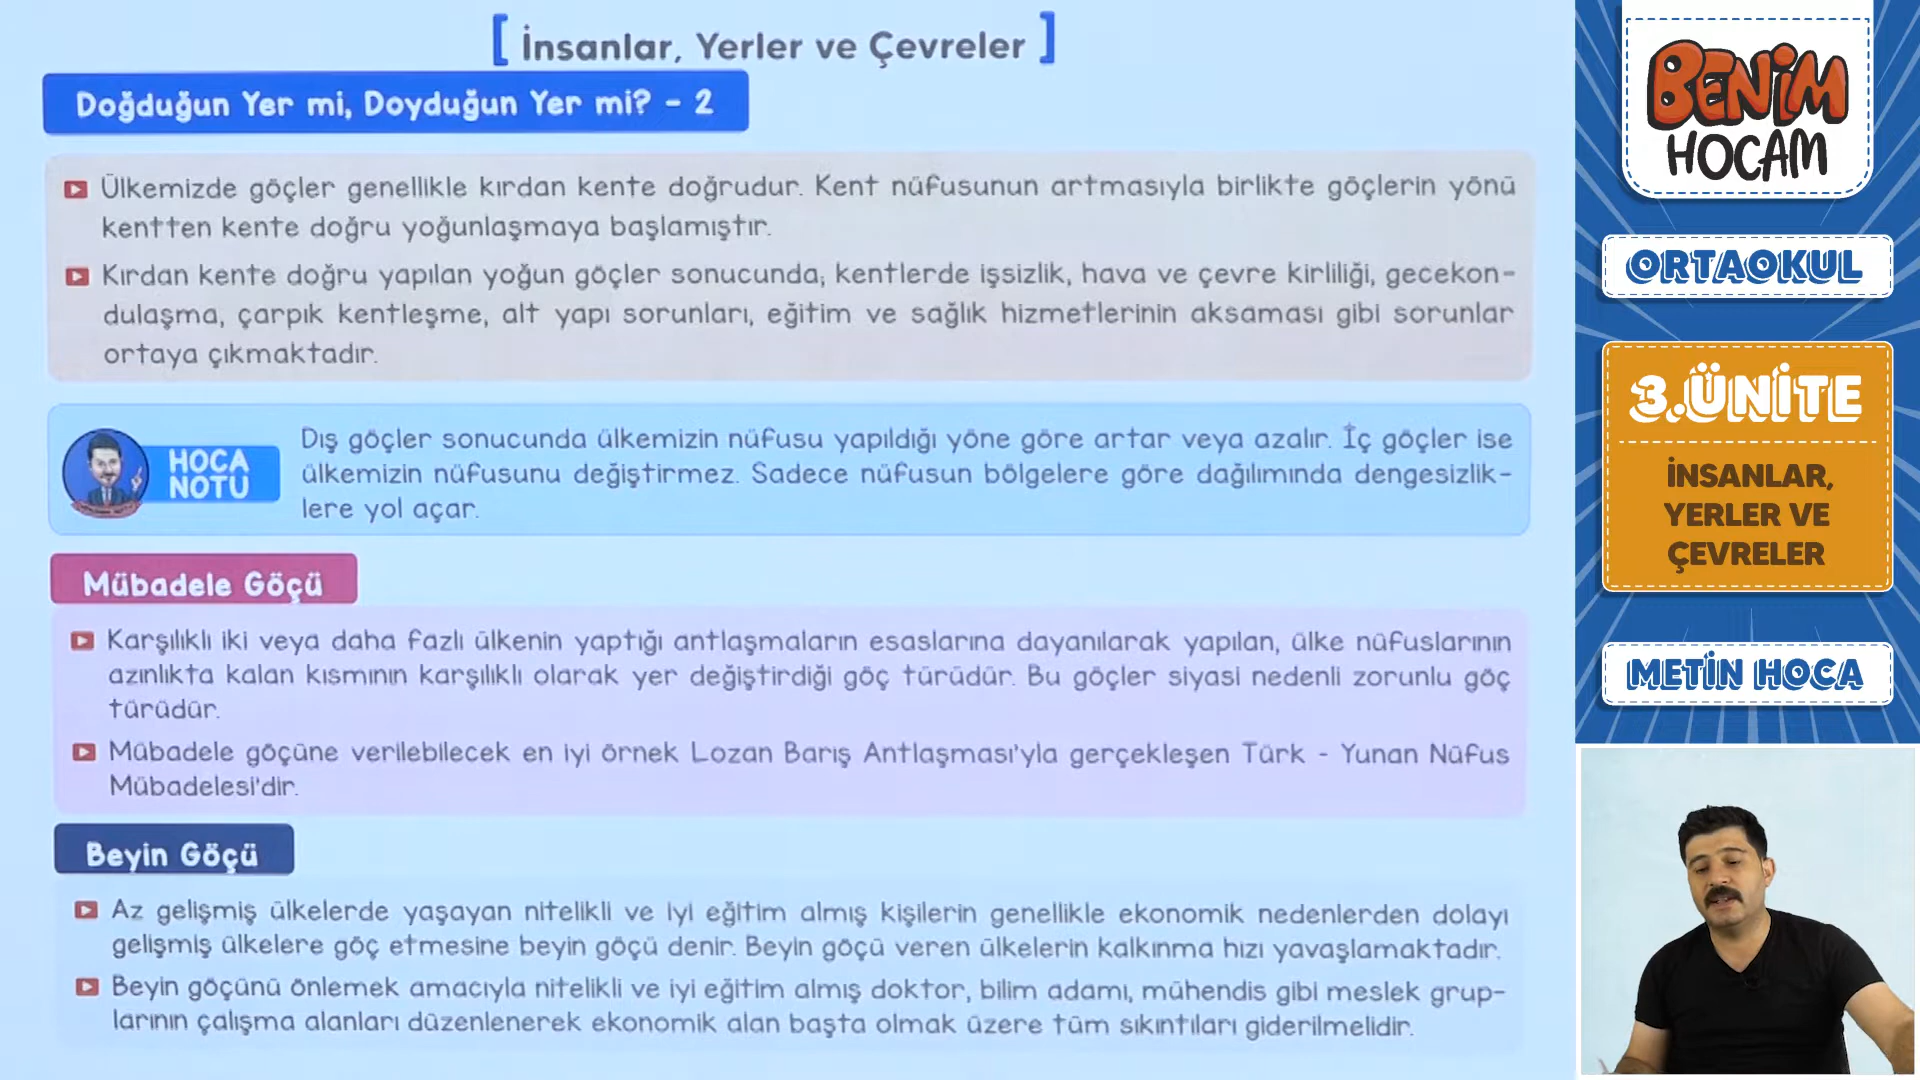 [ İnsanlar, Yerler ve Çevreler ]
Doğduğun Yer mi, Doyduğun Yer mi? - 2
Ülkemizde göçler genellikle kırdan kente doğrudur. Kent nüfusunun artmasıyla birlikte göçlerin yönü
kentten kente doğru yoğunlaşmaya başlamıştır.
Kırdan kente doğru yapılan yoğun göçler sonucunda; kentlerde işsizlik, hava ve çevre kirliliği, gecekon-
dulaşma, çarpık kentleşme, alt yapı sorunları, eğitim ve sağlık hizmetlerinin aksaması gibi sorunlar
ortaya çıkmaktadır.
HOCA
NOTU
Dış göçler sonucunda ülkemizin nüfusu yapıldığı yöne göre artar veya azalır. İç göçler ise
ülkemizin nüfusunu değiştirmez. Sadece nüfusun bölgelere göre dağılımında dengesizlik-
lere yol açar.
Mübadele Göçü
Karşılıklı iki veya daha fazlı ülkenin yaptığı antlaşmaların esaslarına dayanılarak yapılan, ülke nüfuslarının
azınlıkta kalan kısmının karşılıklı olarak yer değiştirdiği göç türüdür. Bu göçler siyasi nedenli zorunlu göç
türüdür.
Mübadele göçüne verilebilecek en iyi örnek Lozan Barış Antlaşması'yla gerçekleşen Türk - Yunan Nüfus
Mübadelesi'dir.
Beyin Göçü
Az gelişmiş ülkelerde yaşayan nitelikli ve iyi eğitim almış kişilerin genellikle ekonomik nedenlerden dolayı
gelişmiş ülkelere göç etmesine beyin göçü denir. Beyin göçü veren ülkelerin kalkınma hızı yavaşlamaktadır.
Beyin göçünü önlemek amacıyla nitelikli ve iyi eğitim almış doktor, bilim adamı, mühendis gibi meslek grup-
larının çalışma alanları düzenlenerek ekonomik alan başta olmak üzere tüm sıkıntıları giderilmelidir.
BENİM
HOCAM
ORTAOKUL
3.ÜNİTE
İNSANLAR,
YERLER VE
ÇEVRELER
METİN HOCA